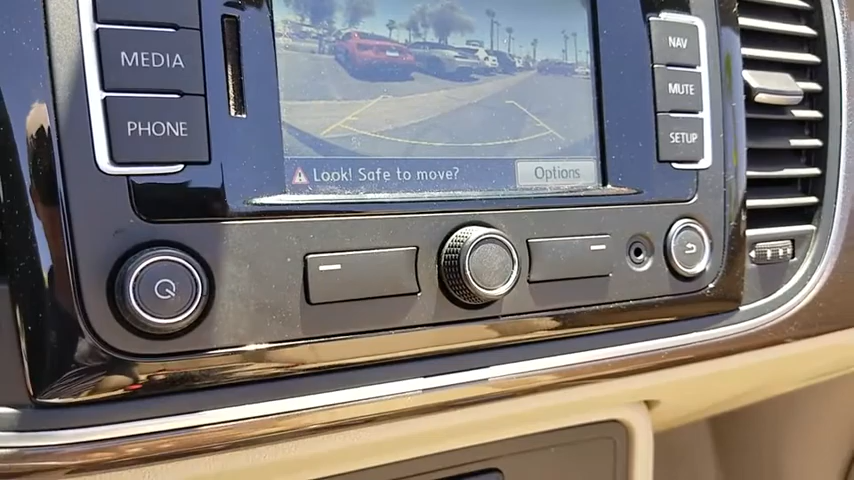 MEDIA
PHONE
NAV
MUTE
SETUP
Look! Safe to move?
Options